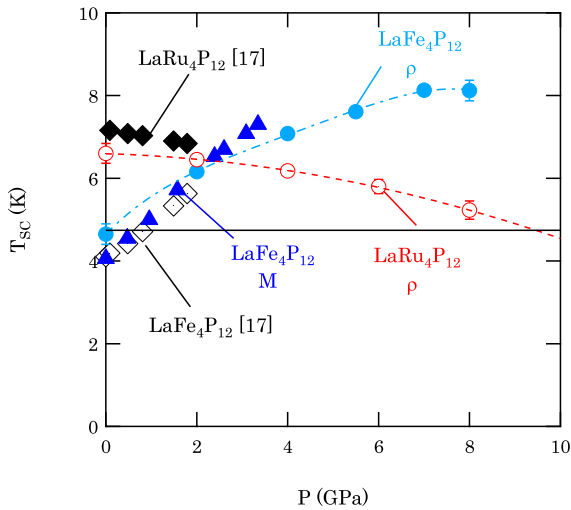 10
8
6
4
2
0
T_SC (K)
LaRu₄P₁₂ [17]
LaFe₄P₁₂
ρ
LaFe₄P₁₂
M
LaRu₄P₁₂
ρ
LaFe₄P₁₂ [17]
0
2
4
6
8
10
P (GPa)